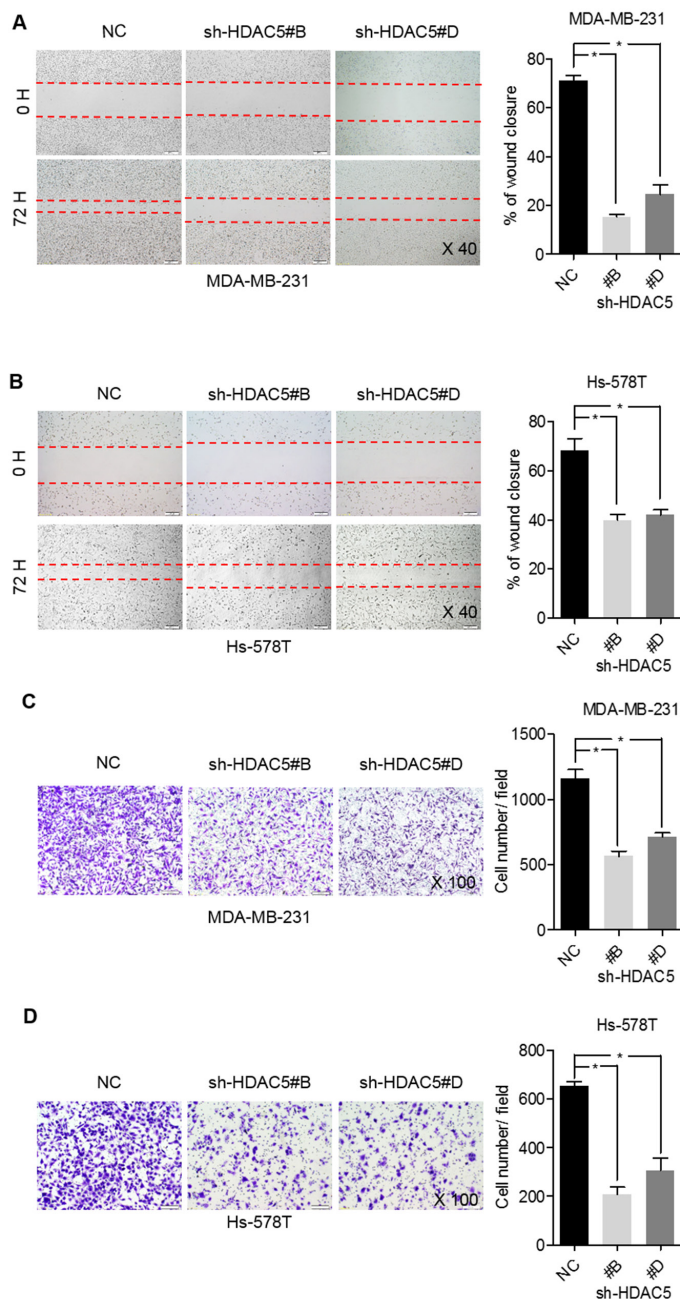 A
NC
sh-HDAC5#B
sh-HDAC5#D
0 H
72 H
X 40
MDA-MB-231
MDA-MB-231
% of wound closure
80
60
40
20
0
*
*
NC
#B
#D
sh-HDAC5
B
NC
sh-HDAC5#B
sh-HDAC5#D
0 H
72 H
X 40
Hs-578T
Hs-578T
% of wound closure
80
60
40
20
0
*
*
NC
#B
#D
sh-HDAC5
C
NC
sh-HDAC5#B
sh-HDAC5#D
X 100
MDA-MB-231
MDA-MB-231
Cell number/ field
1500
1000
500
0
*
*
NC
#B
#D
sh-HDAC5
D
NC
sh-HDAC5#B
sh-HDAC5#D
X 100
Hs-578T
Hs-578T
Cell number/ field
800
600
400
200
0
*
*
NC
#B
#D
sh-HDAC5